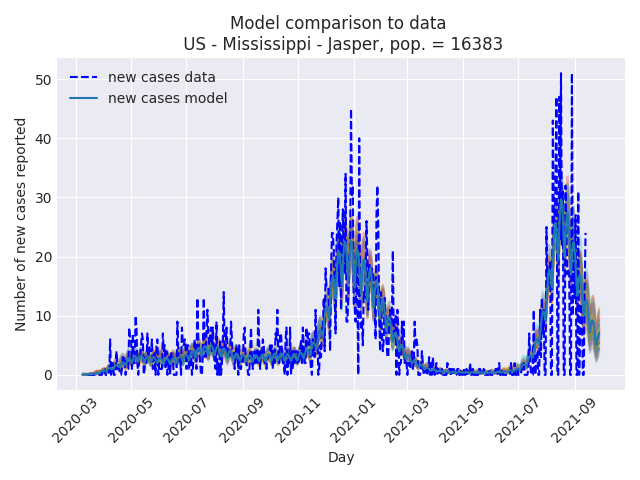 Model comparison to data
US - Mississippi - Jasper, pop. = 16383
new cases data
new cases model
Number of new cases reported
50
40
30
20
10
0
2020-03
2020-05
2020-07
2020-09
2020-11
2021-01
2021-03
2021-05
2021-07
2021-09
Day